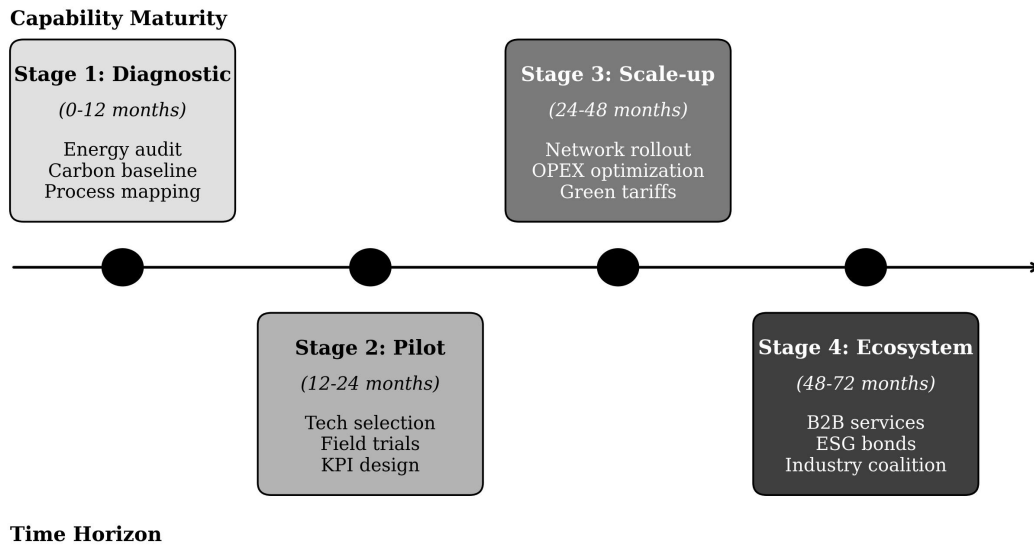 Capability Maturity
Stage 1: Diagnostic
(0-12 months)
Energy audit
Carbon baseline
Process mapping
Stage 3: Scale-up
(24-48 months)
Network rollout
OPEX optimization
Green tariffs
Stage 2: Pilot
(12-24 months)
Tech selection
Field trials
KPI design
Stage 4: Ecosystem
(48-72 months)
B2B services
ESG bonds
Industry coalition
Time Horizon